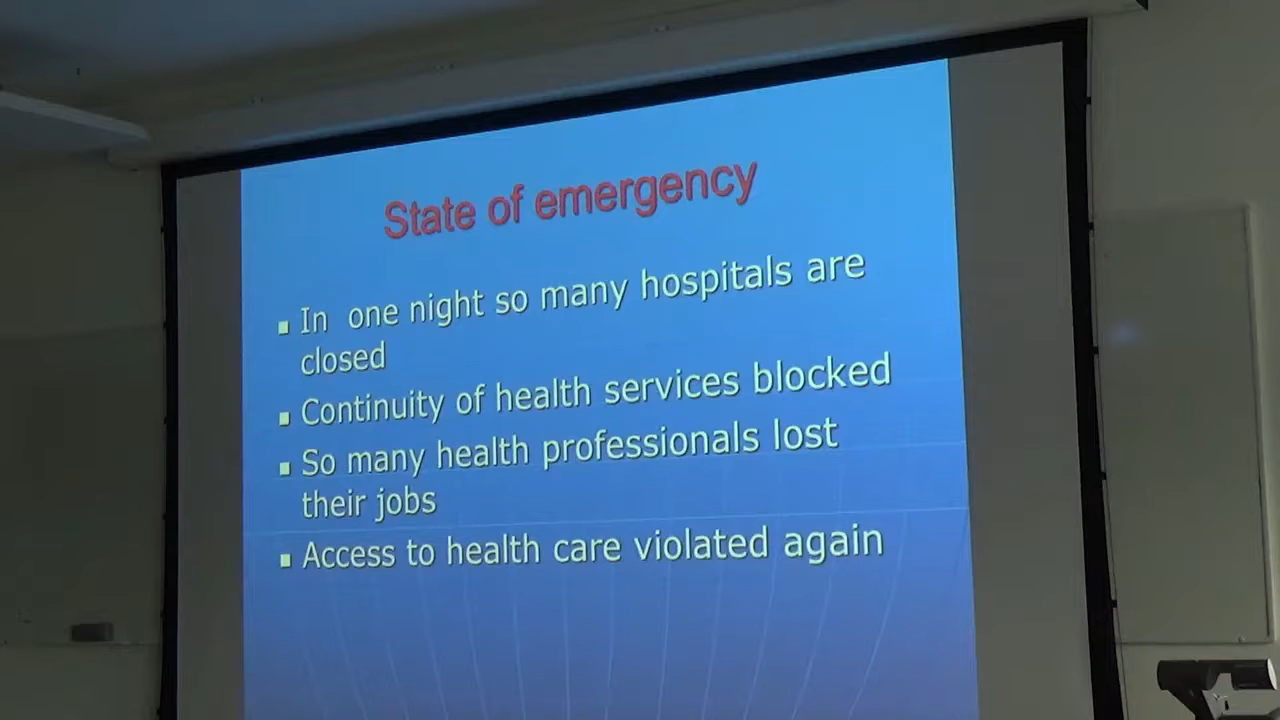 State of emergency
In one night so many hospitals are
closed
Continuity of health services blocked
So many health professionals lost
their jobs
Access to health care violated again